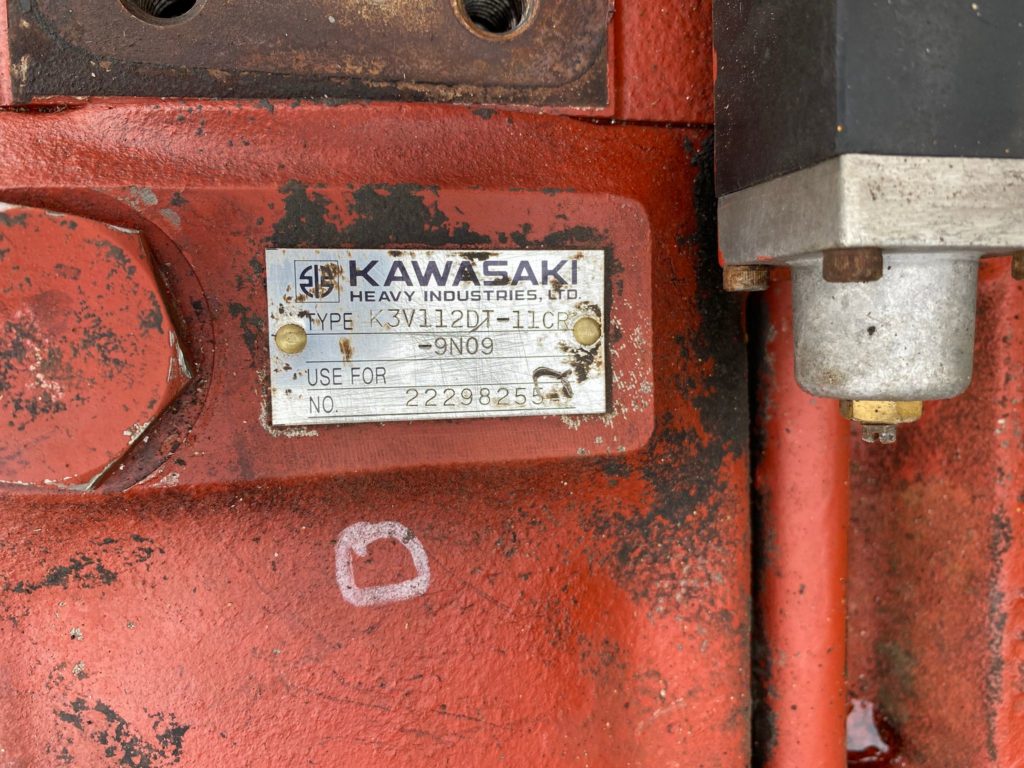 KAWASAKI
HEAVY INDUSTRIES, LTD.
TYPE K3V112DT-11CR
-9N09
USE FOR
NO. 22298255